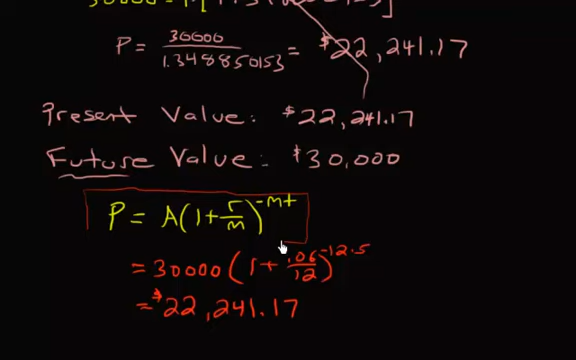 P = 30000 / 1.348850153 = $22,241.17
Present Value: $22,241.17
Future Value: $30,000
P = A(1+r/m)^-mt
= 30000(1+.06/12)^-12·5
= $22,241.17